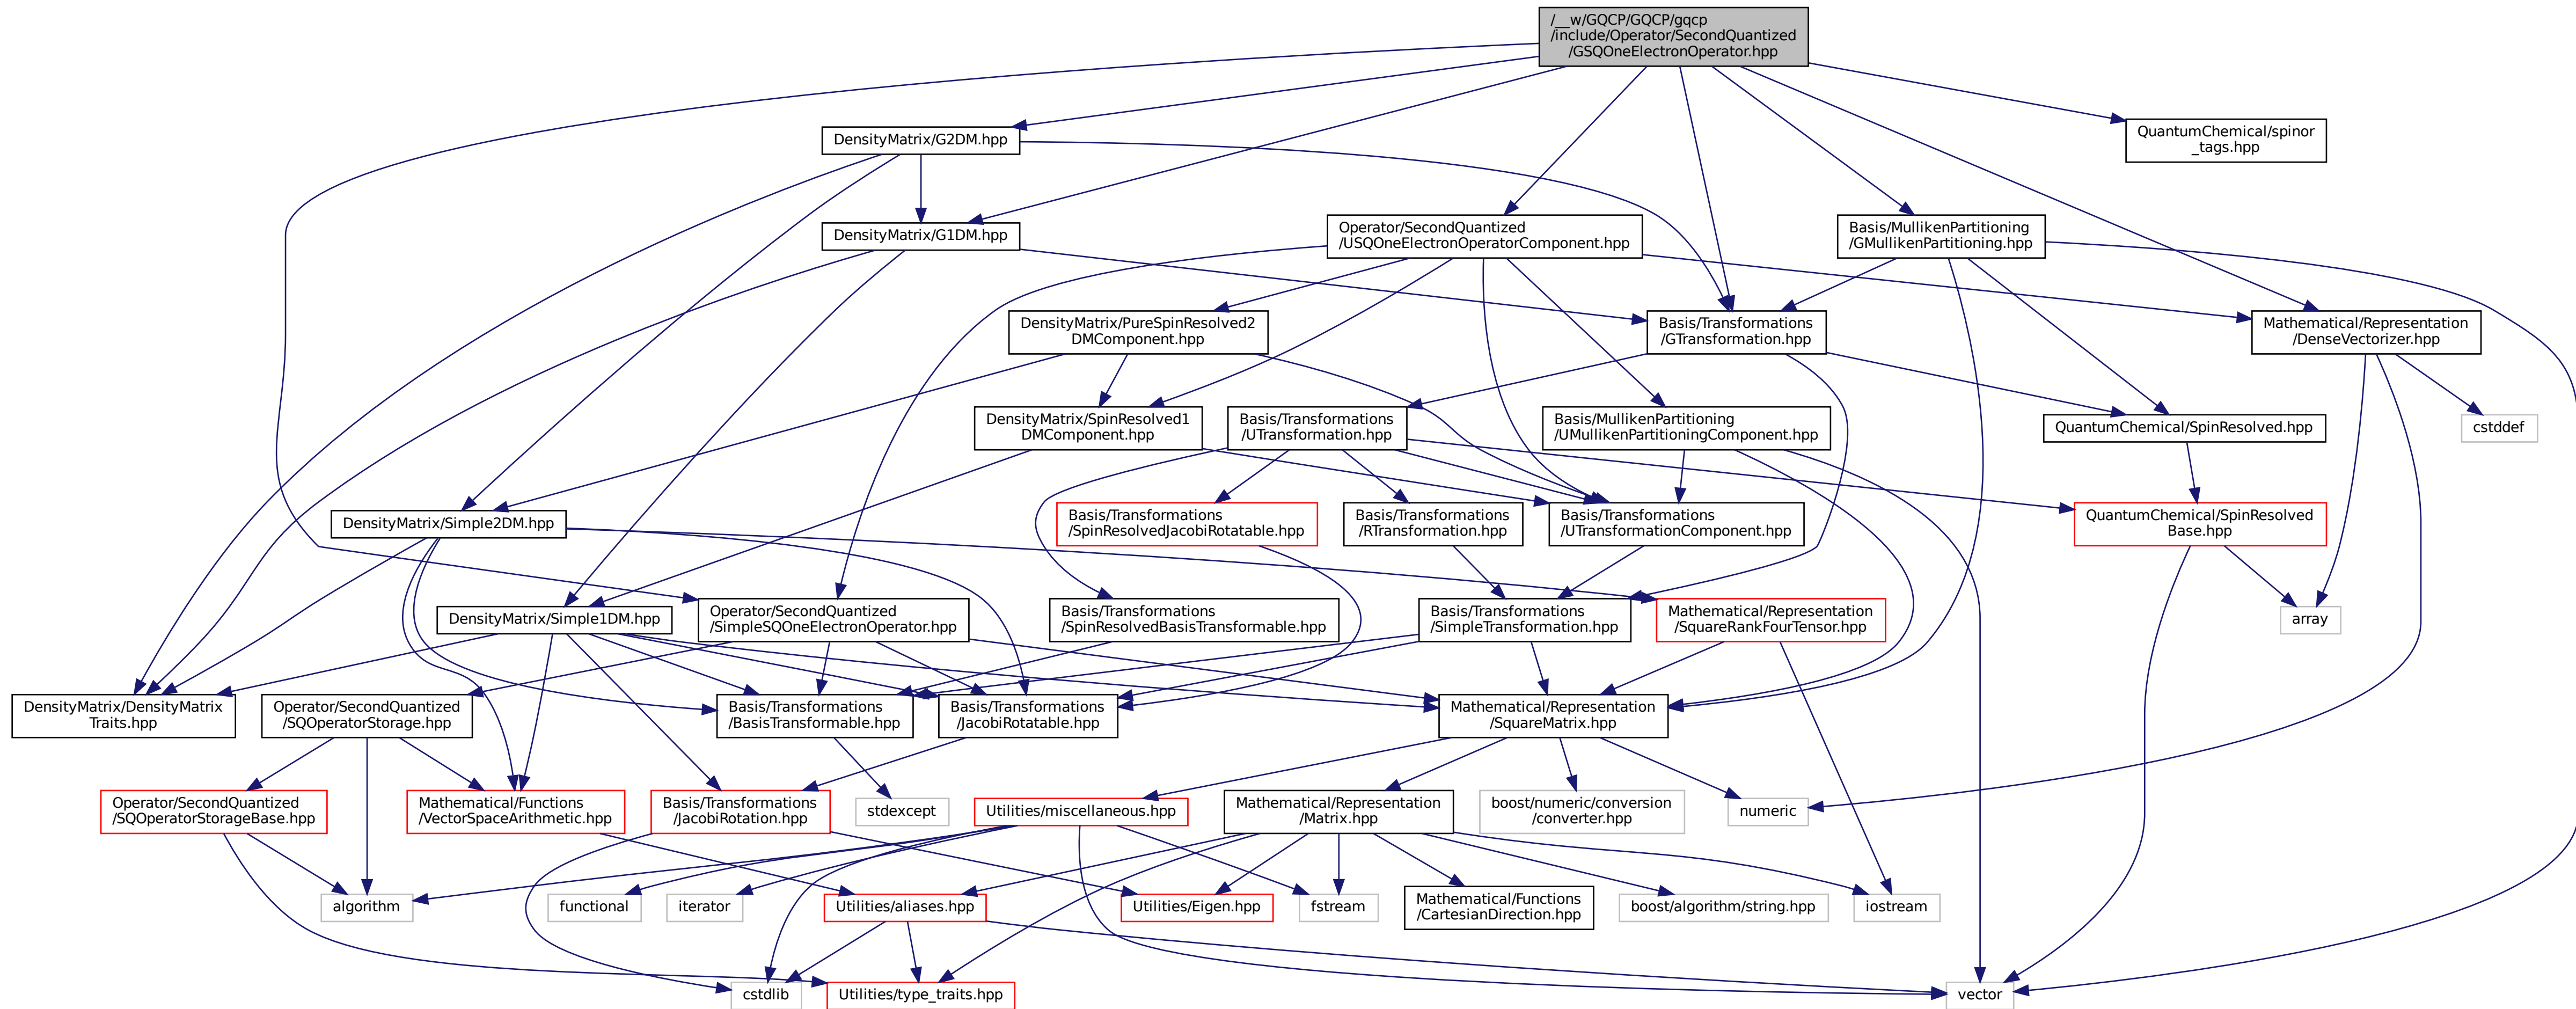 /__w/GQCP/GQCP/gqcp
/include/Operator/SecondQuantized
/GSQOneElectronOperator.hpp
DensityMatrix/G2DM.hpp
QuantumChemical/spinor
_tags.hpp
DensityMatrix/G1DM.hpp
Operator/SecondQuantized
/USQOneElectronOperatorComponent.hpp
Basis/MullikenPartitioning
/GMullikenPartitioning.hpp
DensityMatrix/PureSpinResolved2
DMComponent.hpp
Basis/Transformations
/GTransformation.hpp
Mathematical/Representation
/DenseVectorizer.hpp
DensityMatrix/SpinResolved1
DMComponent.hpp
Basis/Transformations
/UTransformation.hpp
Basis/MullikenPartitioning
/UMullikenPartitioningComponent.hpp
QuantumChemical/SpinResolved.hpp
cstddef
DensityMatrix/Simple2DM.hpp
Basis/Transformations
/SpinResolvedJacobiRotatable.hpp
Basis/Transformations
/RTransformation.hpp
Basis/Transformations
/UTransformationComponent.hpp
QuantumChemical/SpinResolved
Base.hpp
DensityMatrix/Simple1DM.hpp
Operator/SecondQuantized
/SimpleSQOneElectronOperator.hpp
Basis/Transformations
/SpinResolvedBasisTransformable.hpp
Basis/Transformations
/SimpleTransformation.hpp
Mathematical/Representation
/SquareRankFourTensor.hpp
array
DensityMatrix/DensityMatrix
Traits.hpp
Operator/SecondQuantized
/SQOperatorStorage.hpp
Basis/Transformations
/BasisTransformable.hpp
Basis/Transformations
/JacobiRotatable.hpp
Mathematical/Representation
/SquareMatrix.hpp
Operator/SecondQuantized
/SQOperatorStorageBase.hpp
Mathematical/Functions
/VectorSpaceArithmetic.hpp
Basis/Transformations
/JacobiRotation.hpp
stdexcept
Utilities/miscellaneous.hpp
Mathematical/Representation
/Matrix.hpp
boost/numeric/conversion
/converter.hpp
numeric
algorithm
functional
iterator
Utilities/aliases.hpp
Utilities/Eigen.hpp
fstream
Mathematical/Functions
/CartesianDirection.hpp
boost/algorithm/string.hpp
iostream
cstdlib
Utilities/type_traits.hpp
vector